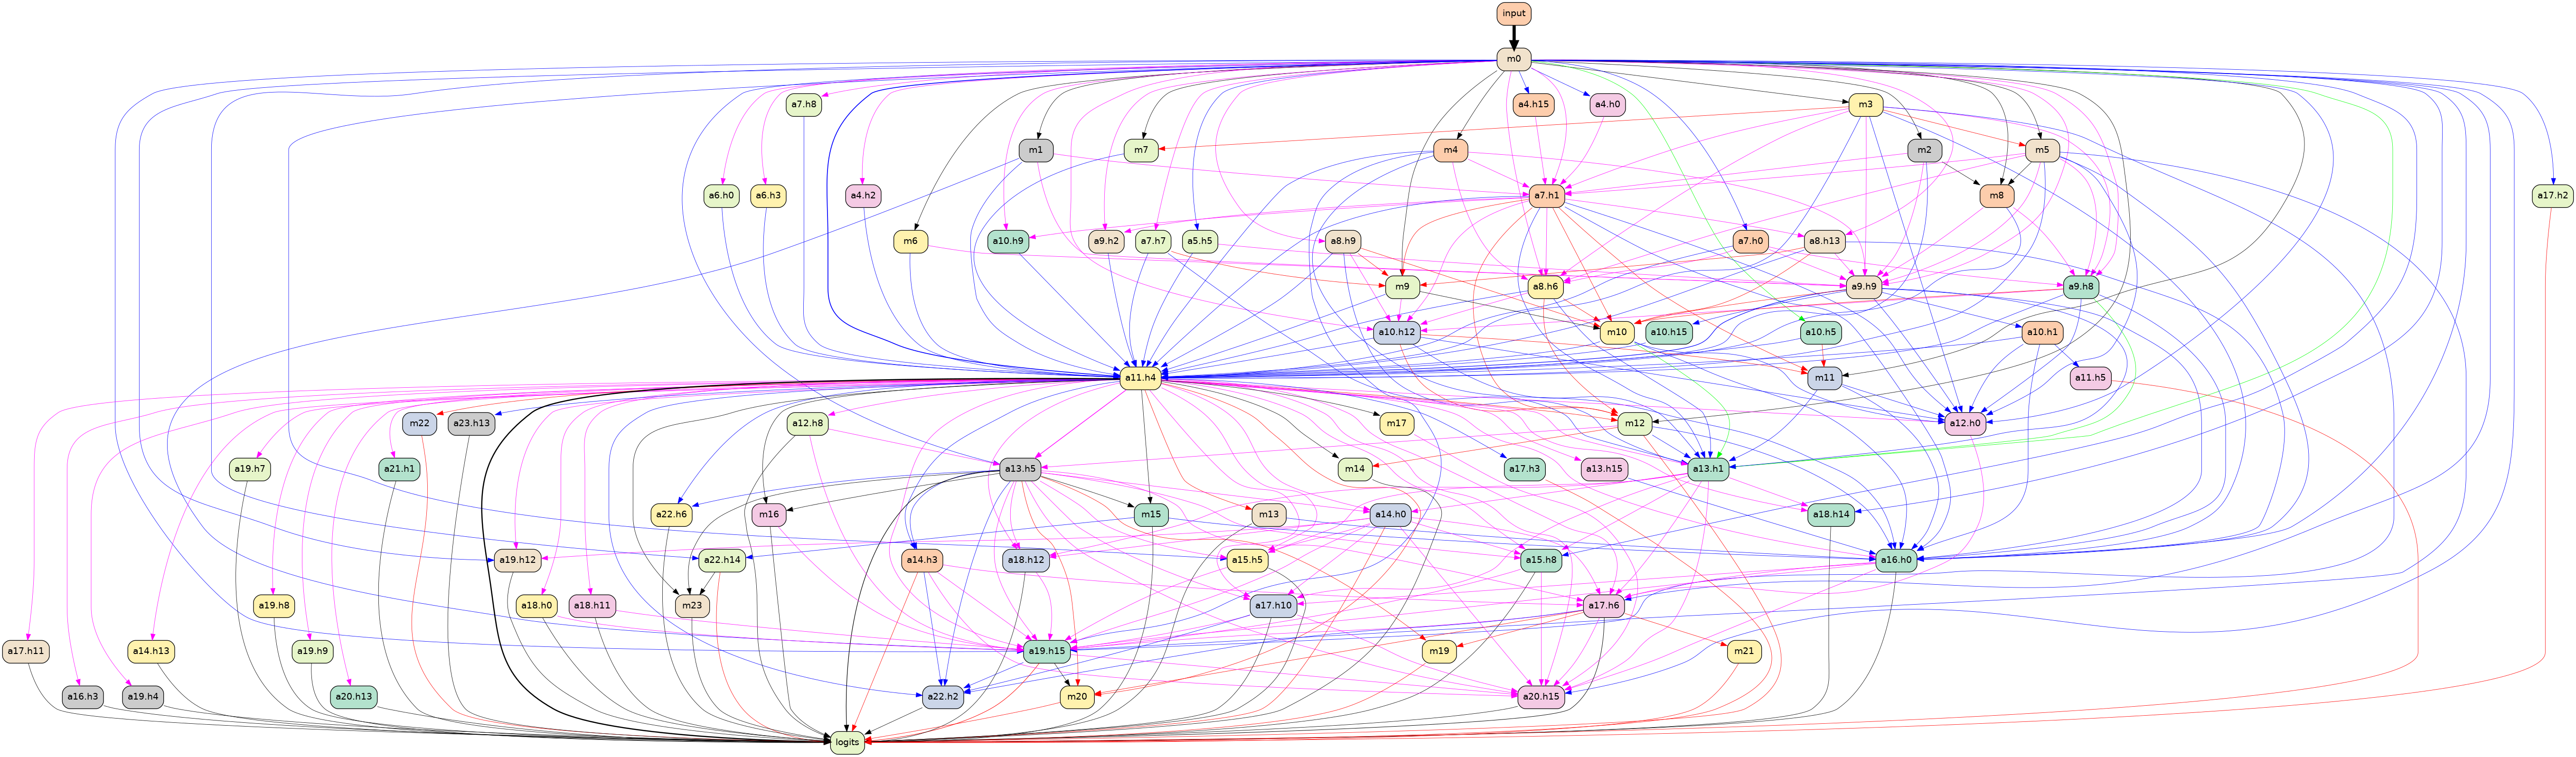 input
m0
a7.h8 a4.h15 a4.h0 m3
m1 m7 m4 m2 m5
a6.h0 a6.h3 a4.h2 a7.h1 m8 a17.h2
m6 a10.h9 a9.h2 a7.h7 a5.h5 a8.h9 a7.h0 a8.h13
m9 a8.h6 a9.h9 a9.h8
a10.h12 m10 a10.h15 a10.h5 a10.h1
a11.h4 m11 a11.h5
m22 a23.h13 a12.h8 m17 m12 a12.h0
a19.h7 a21.h1 a13.h5 m14 a17.h3 a13.h15 a13.h1
a22.h6 m16 m15 m13 a14.h0 a18.h14
a19.h12 a22.h14 a14.h3 a18.h12 a15.h5 a15.h8 a16.h0
a19.h8 a18.h0 a18.h11 m23 a17.h10 a17.h6
a17.h11 a14.h13 a19.h9 a19.h15 m19 m21
a16.h3 a19.h4 a20.h13 a22.h2 m20 a20.h15
logits